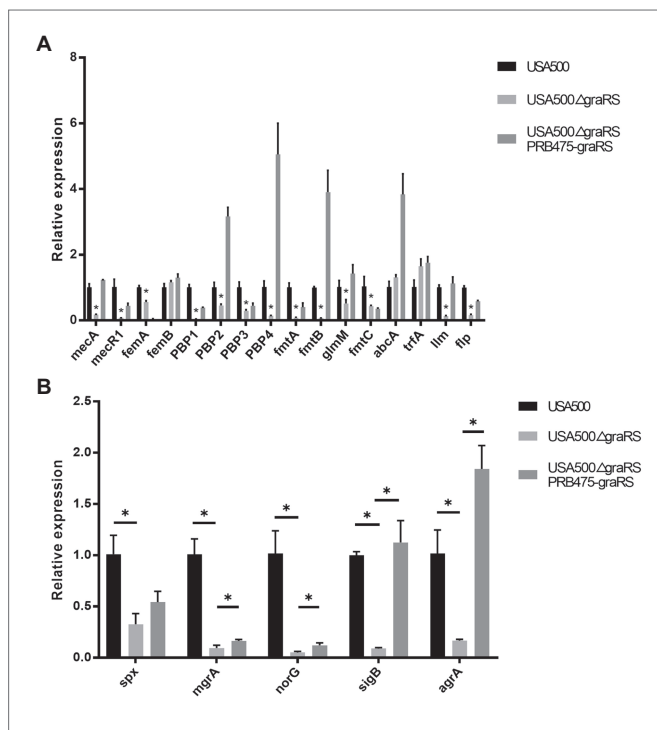 A
Relative expression
8
6
4
2
0
USA500
USA500△graRS
USA500△graRS
PRB475-graRS
* * * * * * * * * * * * *
mecA mecR1 femA femB PBP1 PBP2 PBP3 PBP4 fmtA fmtB glmM fmtC abcA trfA llm flp
B
Relative expression
2.5
2.0
1.5
1.0
0.5
0.0
USA500
USA500△graRS
USA500△graRS
PRB475-graRS
* * * * * * * * *
spx mgrA norG sigB agrA